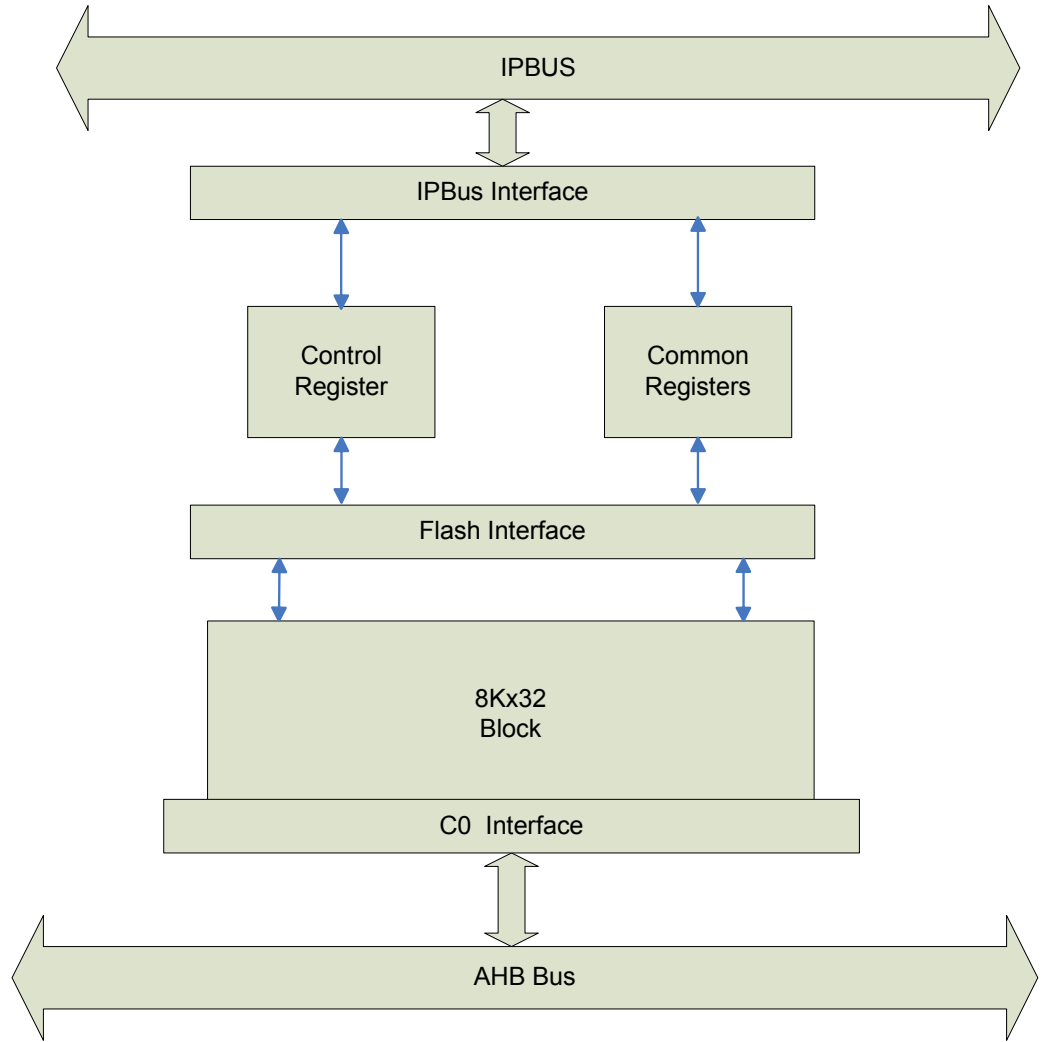 IPBUS
IPBus Interface
Control
Register
Common
Registers
Flash Interface
8Kx32
Block
C0 Interface
AHB Bus